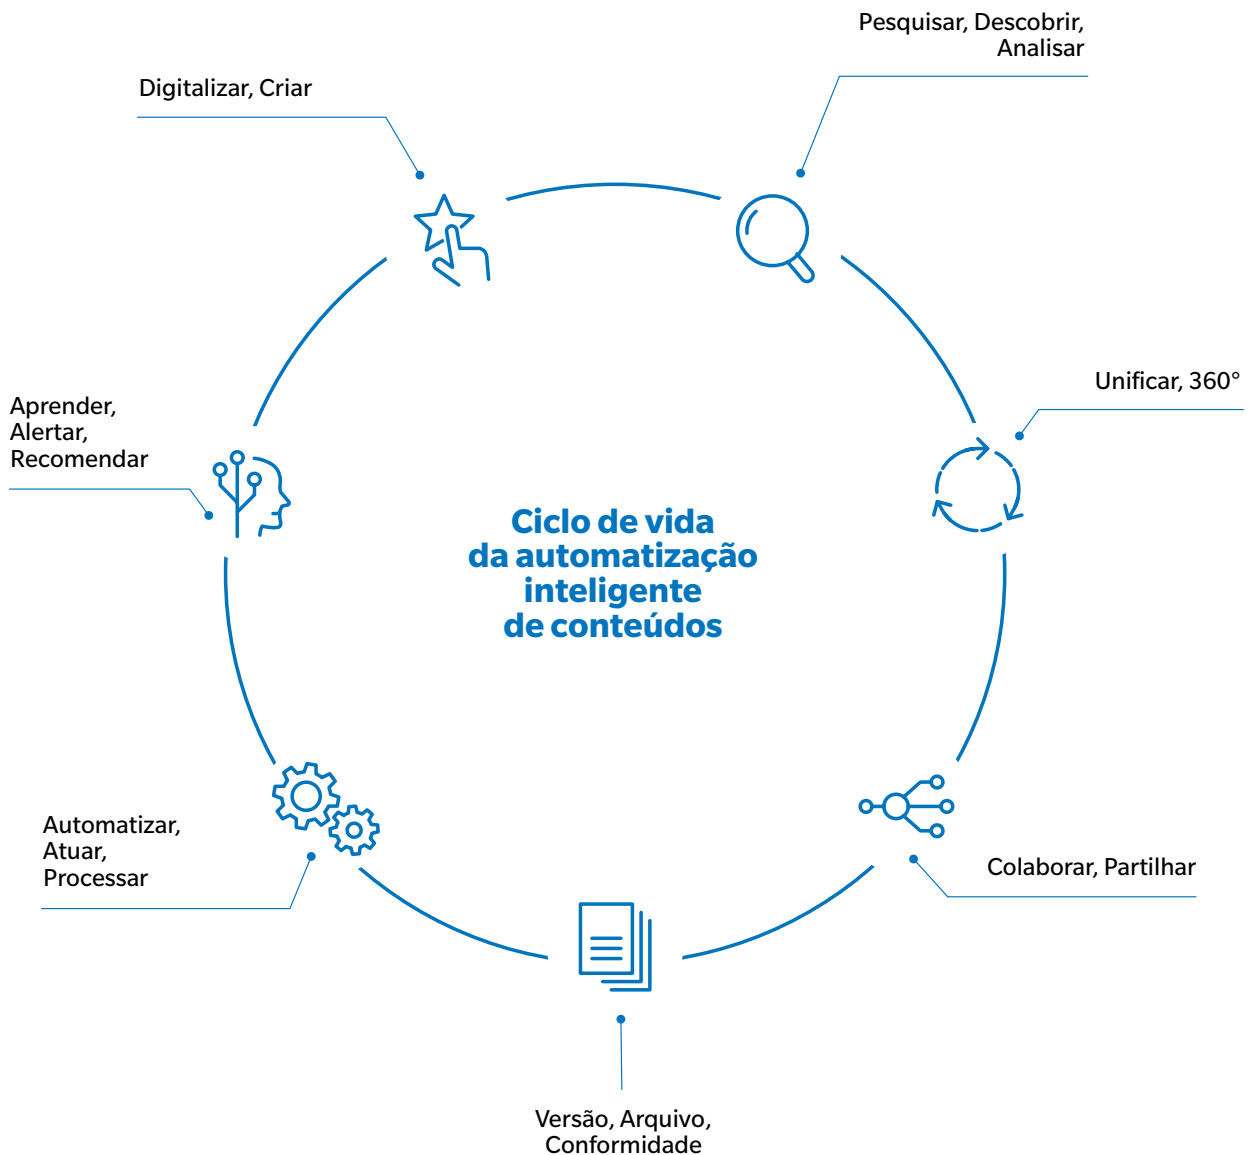 Pesquisar, Descobrir,
Analisar
Digitalizar, Criar
Unificar, 360°
Aprender,
Alertar,
Recomendar
Ciclo de vida
da automatização
inteligente
de conteúdos
Automatizar,
Atuar,
Processar
Colaborar, Partilhar
Versão, Arquivo,
Conformidade